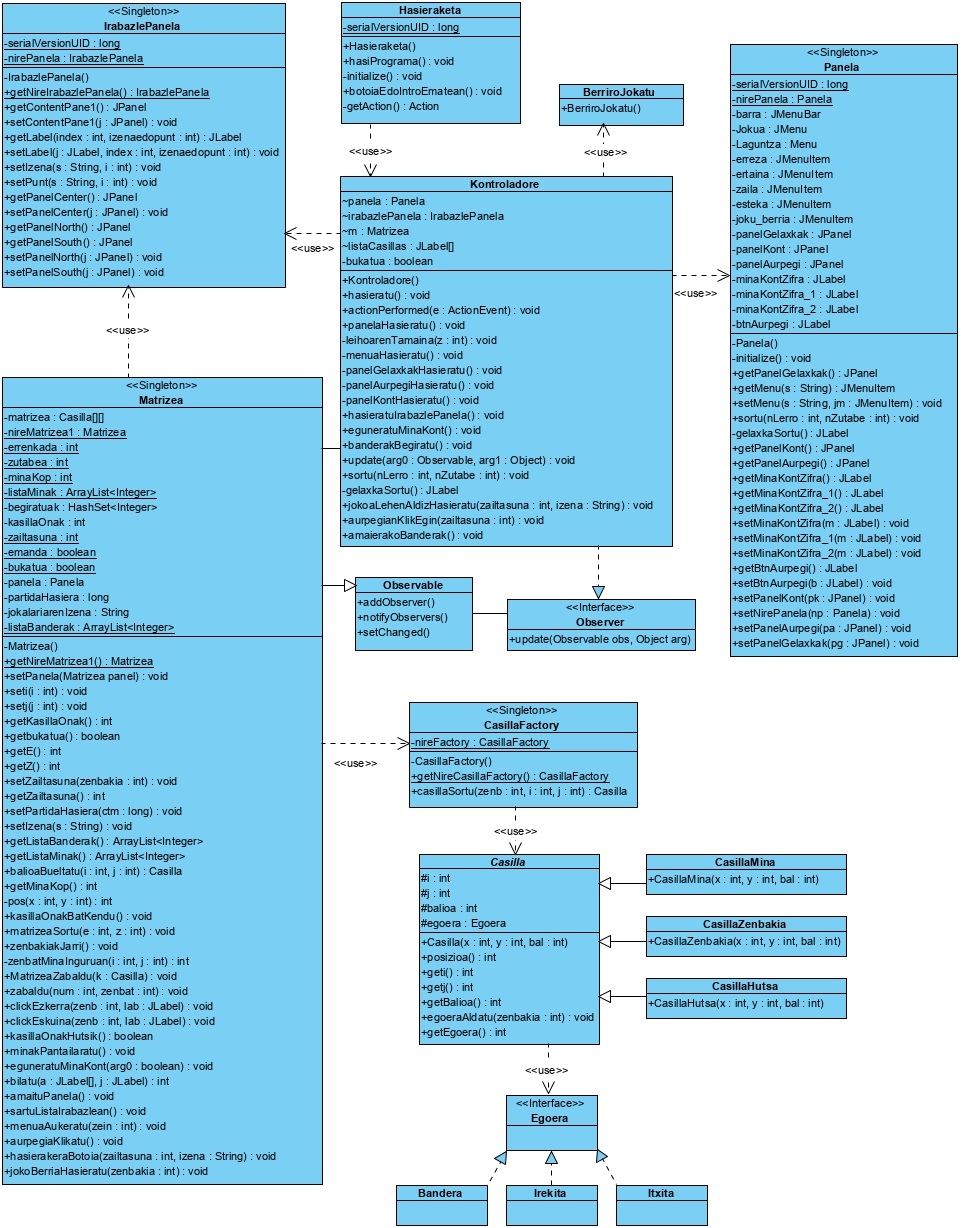 <<Singleton>>
IrabazlePanela
-serialVersionUID : long
-nirePanela : IrabazlePanela
-IrabazlePanela()
+getNireIrabazlePanela() : IrabazlePanela
+getContentPane1() : JPanel
+setContentPane1(j : JPanel) : void
+getLabel(index : int, izenaedopunt : int) : JLabel
+setLabel(j : JLabel, index : int, izenaedopunt : int) : void
+setIzena(s : String, i : int) : void
+setPunt(s : String, i : int) : void
+getPanelCenter() : JPanel
+setPanelCenter(j : JPanel) : void
+getPanelNorth() : JPanel
+getPanelSouth() : JPanel
+setPanelNorth(j : JPanel) : void
+setPanelSouth(j : JPanel) : void
Hasieraketa
-serialVersionUID : long
+Hasieraketa()
+hasiPrograma() : void
-initialize() : void
+botoiaEdoIntroEmatean() : void
-getAction() : Action
<<use>>
BerriroJokatu
+BerriroJokatu()
<<use>>
Kontroladore
~panela : Panela
~irabazlePanela : IrabazlePanela
~m : Matrizea
~listaCasillas : JLabel[]
-bukatua : boolean
+Kontroladore()
+hasieratu() : void
+actionPerformed(e : ActionEvent) : void
+panelaHasieratu() : void
-leihoarenTamaina(z : int) : void
-menuaHasieratu() : void
-panelGelaxkakHasieratu() : void
-panelAurpegiHasieratu() : void
-panelKontHasieratu() : void
+hasieratuIrabazlePanela() : void
+eguneratuMinaKont() : void
+banderakBegiratu() : void
+update(arg0 : Observable, arg1 : Object) : void
+sortu(nLerro : int, nZutabe : int) : void
-gelaxkaSortu() : JLabel
+jokoaLehenAldizHasieratu(zailtasuna : int, izena : String) : void
+aurpegianKlikEgin(zailtasuna : int) : void
+amaierakoBanderak() : void
<<use>>
<<use>>
<<Singleton>>
Panela
-serialVersionUID : long
-nirePanela : Panela
-barra : JMenuBar
-Jokua : JMenu
-Laguntza : Menu
-erreza : JMenuItem
-ertaina : JMenuItem
-zaila : JMenuItem
-esteka : JMenuItem
-joku_berria : JMenuItem
-panelGelaxkak : JPanel
-panelKont : JPanel
-panelAurpegi : JPanel
-minaKontZifra : JLabel
-minaKontZifra_1 : JLabel
-minaKontZifra_2 : JLabel
-btnAurpegi : JLabel
-Panela()
-initialize() : void
+getPanelGelaxkak() : JPanel
+getMenu(s : String) : JMenuItem
+setMenu(s : String, jm : JMenuItem) : void
+sortu(nLerro : int, nZutabe : int) : void
-gelaxkaSortu() : JLabel
+getPanelKont() : JPanel
+getPanelAurpegi() : JPanel
+getMinaKontZifra() : JLabel
+getMinaKontZifra_1() : JLabel
+getMinaKontZifra_2() : JLabel
+setMinaKontZifra(m : JLabel) : void
+setMinaKontZifra_1(m : JLabel) : void
+setMinaKontZifra_2(m : JLabel) : void
+getBtnAurpegi() : JLabel
+setBtnAurpegi(b : JLabel) : void
+setPanelKont(pk : JPanel) : void
+setNirePanela(np : Panela) : void
+setPanelAurpegi(pa : JPanel) : void
+setPanelGelaxkak(pg : JPanel) : void
<<use>>
<<Singleton>>
Matrizea
-matrizea : Casilla[][]
-nireMatrizea1 : Matrizea
-errenkada : int
-zutabea : int
-minaKop : int
-listaMinak : ArrayList<Integer>
-begiratuak : HashSet<Integer>
-kasillaOnak : int
-zailtasuna : int
-emanda : boolean
-bukatua : boolean
-panela : Panela
-partidaHasiera : long
-jokalariarenIzena : String
-listaBanderak : ArrayList<Integer>
-Matrizea()
+getNireMatrizea1() : Matrizea
+setPanela(Matrizea panel) : void
+seti(i : int) : void
+setj(j : int) : void
+getKasillaOnak() : int
+getbukatua() : boolean
+getE() : int
+getZ() : int
+setZailtasuna(zenbakia : int) : void
+getZailtasuna() : int
+setPartidaHasiera(ctm : long) : void
+setIzena(s : String) : void
+getListaBanderak() : ArrayList<Integer>
+getListaMinak() : ArrayList<Integer>
+balioaBueltatu(i : int, j : int) : Casilla
+getMinaKop() : int
-pos(x : int, y : int) : int
+kasillaOnakBatKendu() : void
+matrizeaSortu(e : int, z : int) : void
+zenbakiakJarri() : void
-zenbatMinaInguruan(i : int, j : int) : int
+MatrizeaZabaldu(k : Casilla) : void
+zabaldu(num : int, zenbat : int) : void
+clickEzkerra(zenb : int, lab : JLabel) : void
+clickEskuina(zenb : int, lab : JLabel) : void
+kasillaOnakHutsik() : boolean
+minakPantailaratu() : void
+eguneratuMinaKont(arg0 : boolean) : void
+bilatu(a : JLabel[], j : JLabel) : int
+amaituPanela() : void
+sartuListaIrabazlean() : void
+menuaAukeratu(zein : int) : void
+aurpegiaKlikatu() : void
+hasierakeraBotoia(zailtasuna : int, izena : String) : void
+jokoBerriaHasieratu(zenbakia : int) : void
Observable
+addObserver()
+notifyObservers()
+setChanged()
<<Interface>>
Observer
+update(Observable obs, Object arg)
<<use>>
<<Singleton>>
CasillaFactory
-nireFactory : CasillaFactory
-CasillaFactory()
+getNireCasillaFactory() : CasillaFactory
+casillaSortu(zenb : int, i : int, j : int) : Casilla
<<use>>
Casilla
#i : int
#j : int
#balioa : int
#egoera : Egoera
+Casilla(x : int, y : int, bal : int)
+posizioa() : int
+geti() : int
+getj() : int
+getBalioa() : int
+egoeraAldatu(zenbakia : int) : void
+getEgoera() : int
CasillaMina
+CasillaMina(x : int, y : int, bal : int)
CasillaZenbakia
+CasillaZenbakia(x : int, y : int, bal : int)
CasillaHutsa
+CasillaHutsa(x : int, y : int, bal : int)
<<use>>
<<Interface>>
Egoera
Bandera
Irekita
Itxita